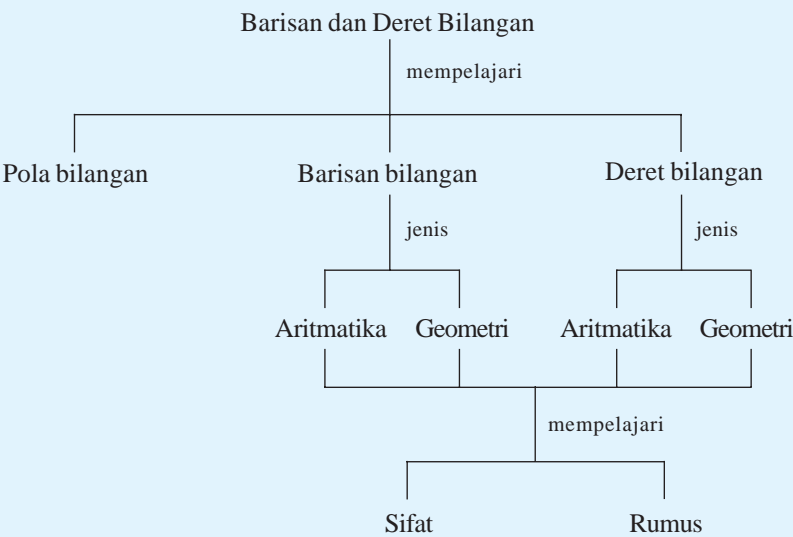 Barisan dan Deret Bilangan
mempelajari
Pola bilangan Barisan bilangan Deret bilangan
jenis jenis
Aritmatika Geometri Aritmatika Geometri
mempelajari
Sifat Rumus